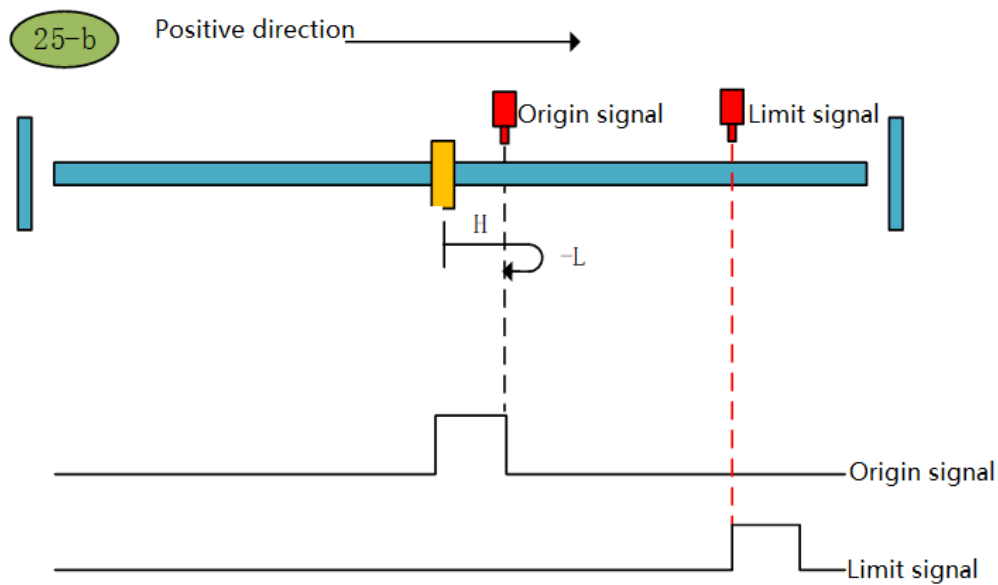 25-b
Positive direction
Origin signal
Limit signal
H
-L
Origin signal
Limit signal